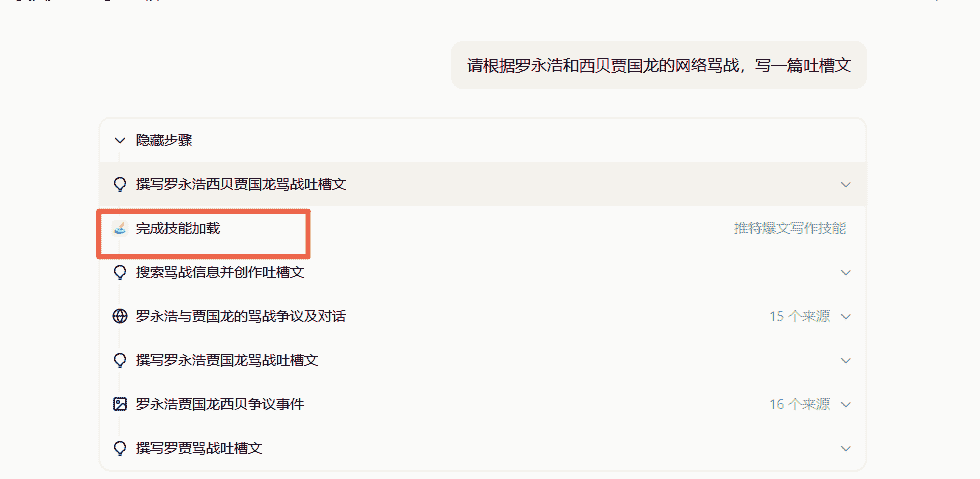 请根据罗永浩和西贝贾国龙的网络骂战，写一篇吐槽文
隐藏步骤
撰写罗永浩西贝贾国龙骂战吐槽文
完成技能加载 推特爆文写作技能
搜索骂战信息并创作吐槽文
罗永浩与贾国龙的骂战争议及对话 15 个来源
撰写罗永浩贾国龙骂战吐槽文
罗永浩贾国龙西贝争议事件 16 个来源
撰写罗贾骂战吐槽文